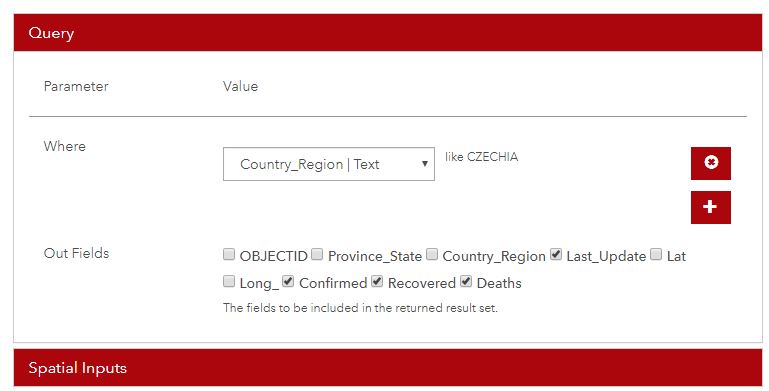 Query
Parameter Value
Where
Country_Region | Text like CZECHIA
Out Fields OBJECTID Province_State Country_Region Last_Update Lat
Long_ Confirmed Recovered Deaths
The fields to be included in the returned result set.
Spatial Inputs